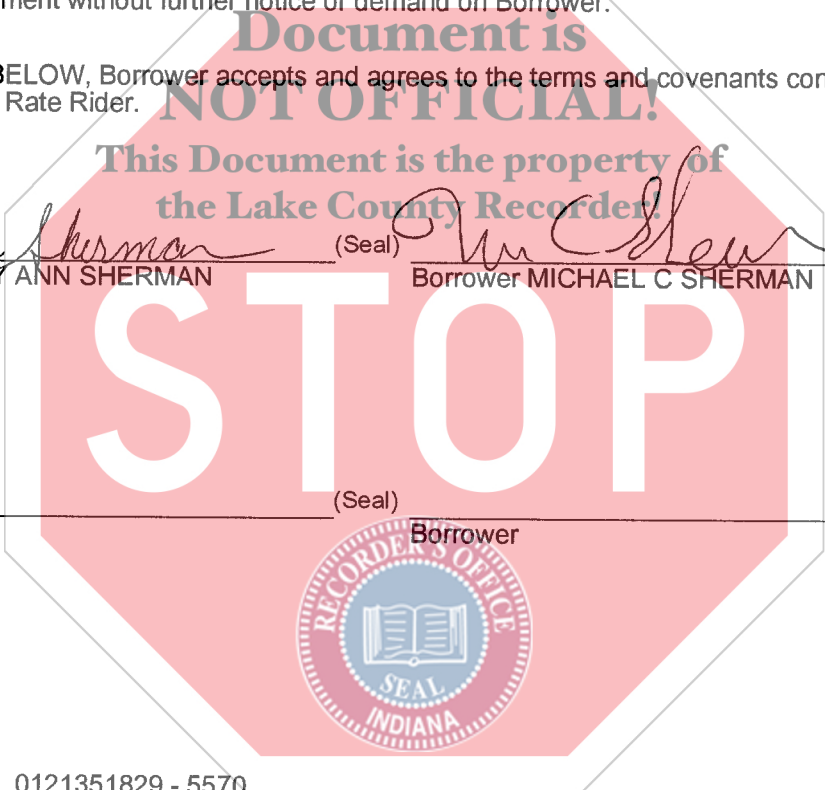 ment without further notice or demand on Borrower.
Document is
BELOW, Borrower accepts and agrees to the terms and covenants con
Rate Rider.
NOT OFFICIAL!
This Document is the property of
the Lake County Recorder!
Sherman (Seal)
ANN SHERMAN Borrower MICHAEL C SHERMAN
STOP
(Seal)
Borrower
RECORDER'S OFFICE
SEAL
INDIANA
0121351829 - 5570